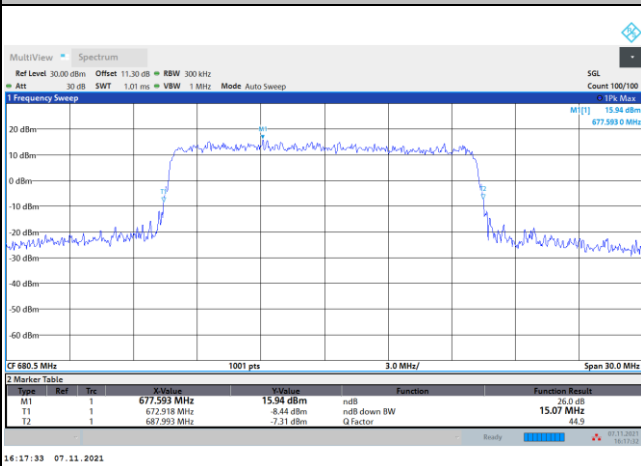 MultiView Spectrum
Ref Level 30.00 dBm Offset 11.30 dB RBW 300 kHz SGL
Att 30 dB SWT 1.01 ms VBW 1 MHz Mode Auto Sweep Count 100/100
1 Frequency Sweep 1Pk Max
M1[1] 15.94 dBm
677.593 0 MHz
20 dBm
M1
10 dBm
0 dBm
T1
T2
-10 dBm
-20 dBm
-30 dBm
-40 dBm
-50 dBm
-60 dBm
CF 680.5 MHz 1001 pts 3.0 MHz/ Span 30.0 MHz
2 Marker Table
Type Ref Trc X-Value Y-Value Function Function Result
M1 1 677.593 MHz 15.94 dBm ndB 26.0 dB
T1 1 672.918 MHz -8.44 dBm ndB down BW 15.07 MHz
T2 1 687.993 MHz -7.31 dBm Q Factor 44.9
Ready 07.11.2021
16:17:32
16:17:33 07.11.2021